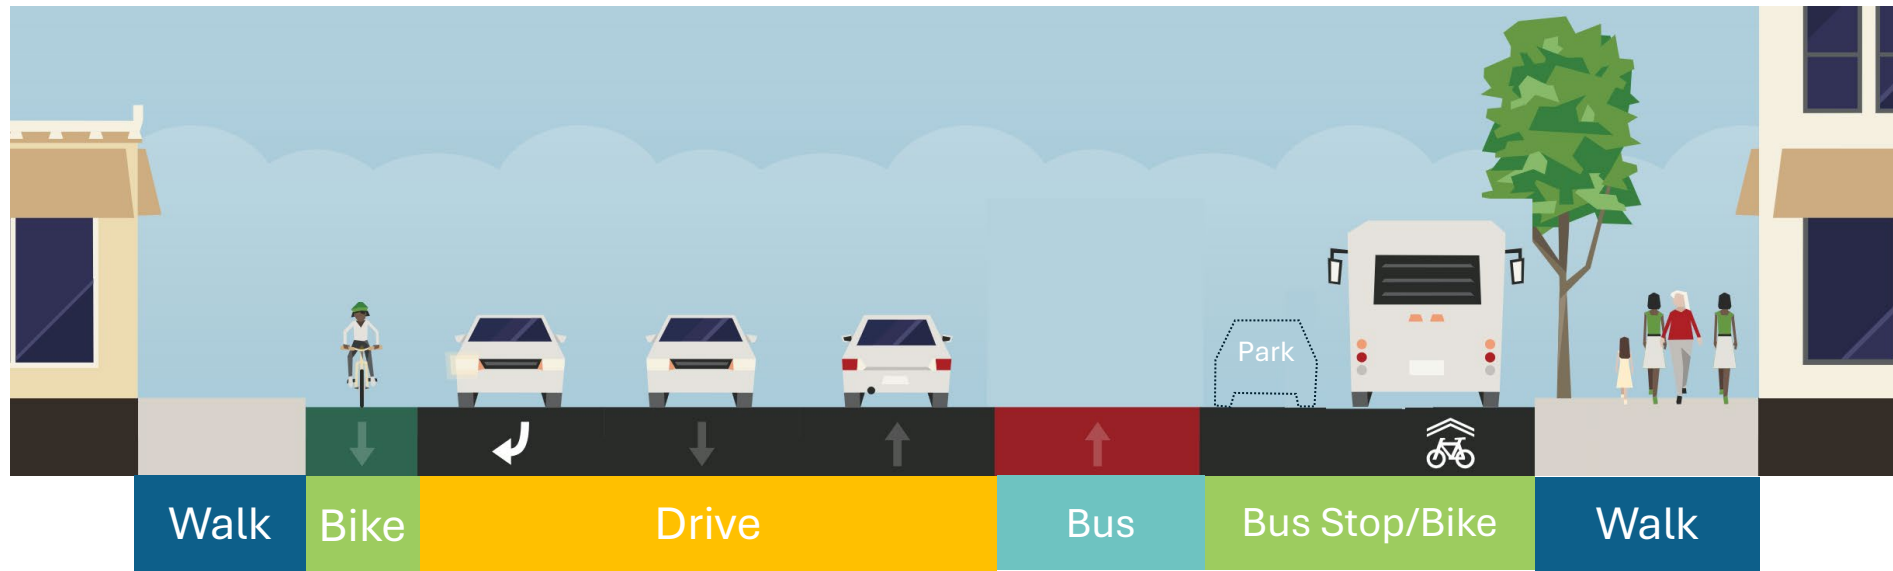 Park
Walk
Bike
Drive
Bus
Bus Stop/Bike
Walk